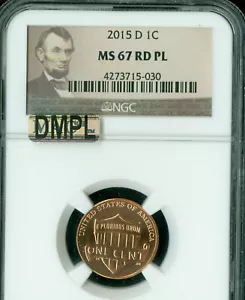 2015 D 1C
MS 67 RD PL
4273715-030
NGC
DMPL
UNITED STATES OF AMERICA
E PLURIBUS UNUM
ONE CENT